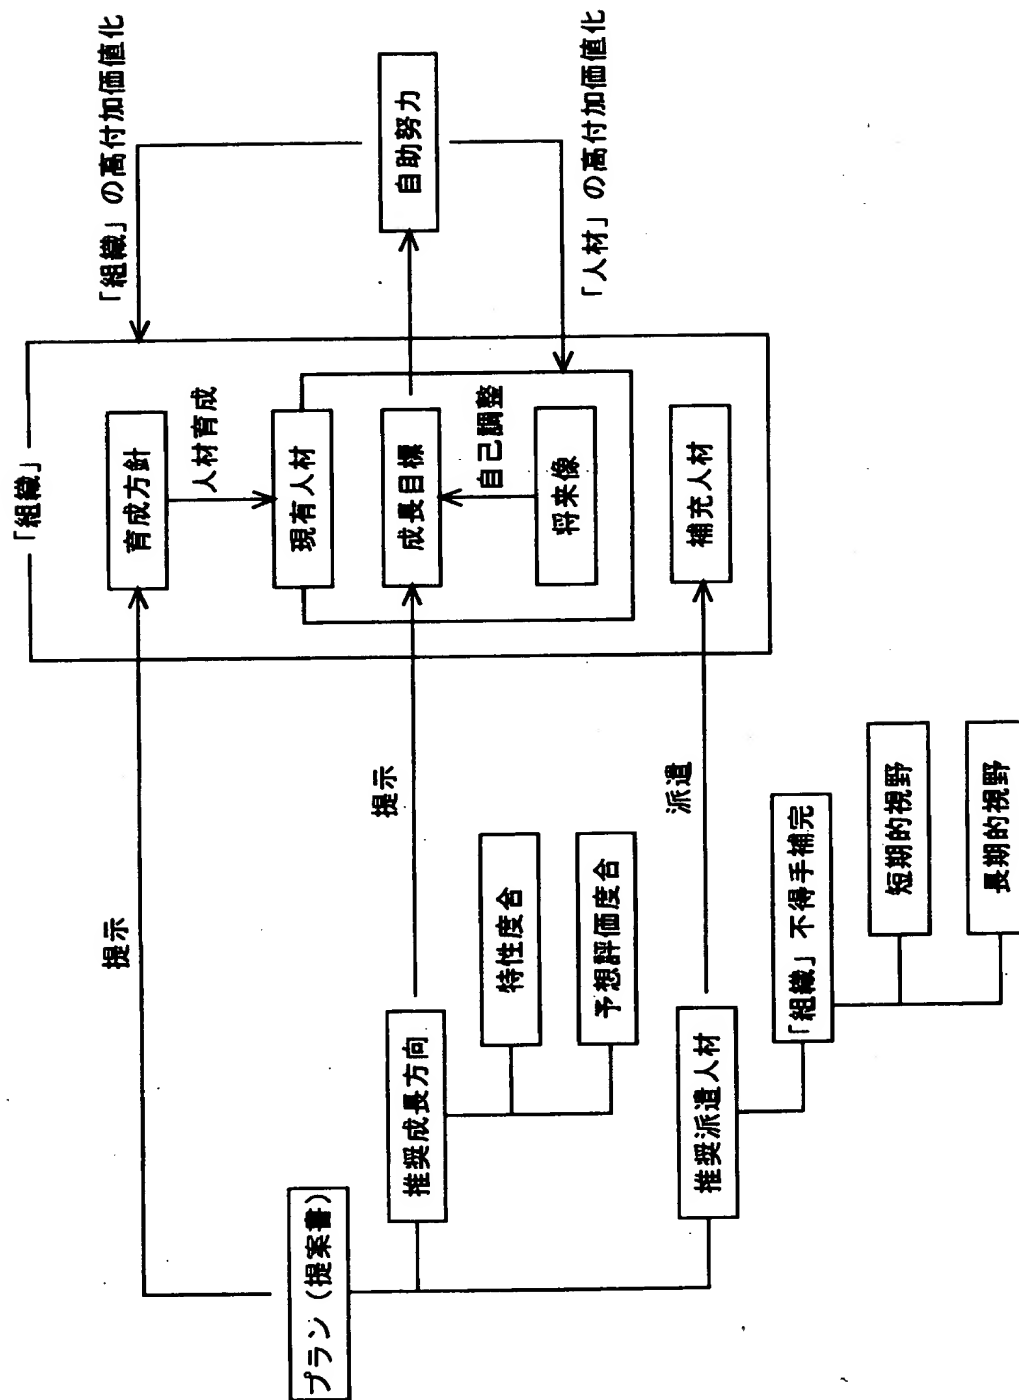 「組織」
「組織」の高付加価値化
育成方針
人材育成
現有人材
成長目標
自己調整
将来像
補充人材
自助努力
「人材」の高付加価値化
提示
提示
派遣
プラン（提案書）
推奨成長方向
特性度合
予想評価度合
推奨派遣人材
「組織」不得手補完
短期的視野
長期的視野